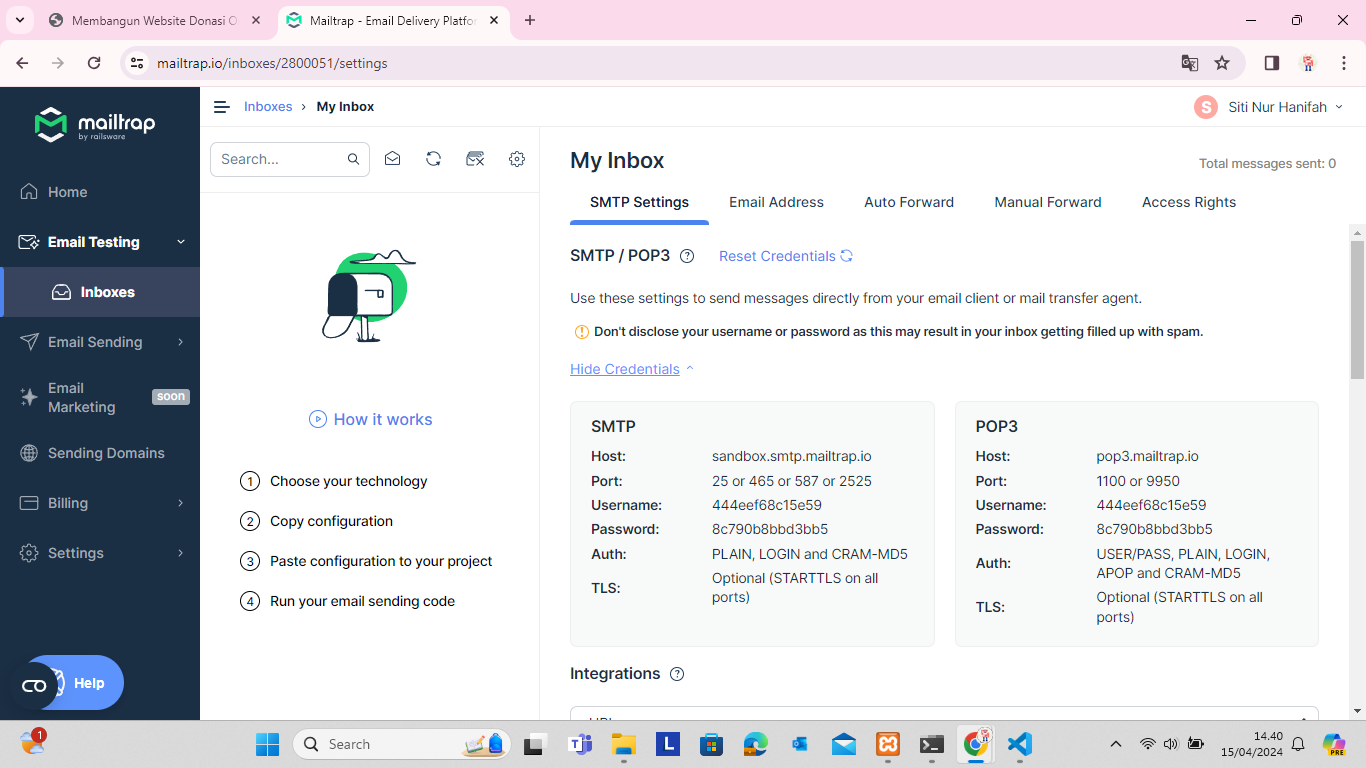 Membangun Website Donasi O
Mailtrap - Email Delivery Platfor
mailtrap.io/inboxes/2800051/settings
mailtrap
by railsware
Inboxes › My Inbox
S Siti Nur Hanifah
Home
Email Testing
Inboxes
Email Sending
Email
Marketing
soon
Sending Domains
Billing
Settings
Help
Search...
How it works
1 Choose your technology
2 Copy configuration
3 Paste configuration to your project
4 Run your email sending code
My Inbox
Total messages sent: 0
SMTP Settings Email Address Auto Forward Manual Forward Access Rights
SMTP / POP3 ? Reset Credentials
Use these settings to send messages directly from your email client or mail transfer agent.
Don't disclose your username or password as this may result in your inbox getting filled up with spam.
Hide Credentials
SMTP
Host: sandbox.smtp.mailtrap.io
Port: 25 or 465 or 587 or 2525
Username: 444eef68c15e59
Password: 8c790b8bbd3bb5
Auth: PLAIN, LOGIN and CRAM-MD5
TLS: Optional (STARTTLS on all
ports)
POP3
Host: pop3.mailtrap.io
Port: 1100 or 9950
Username: 444eef68c15e59
Password: 8c790b8bbd3bb5
Auth: USER/PASS, PLAIN, LOGIN,
APOP and CRAM-MD5
TLS: Optional (STARTTLS on all
ports)
Integrations ?
1
Search
L
14.40
15/04/2024
PRE